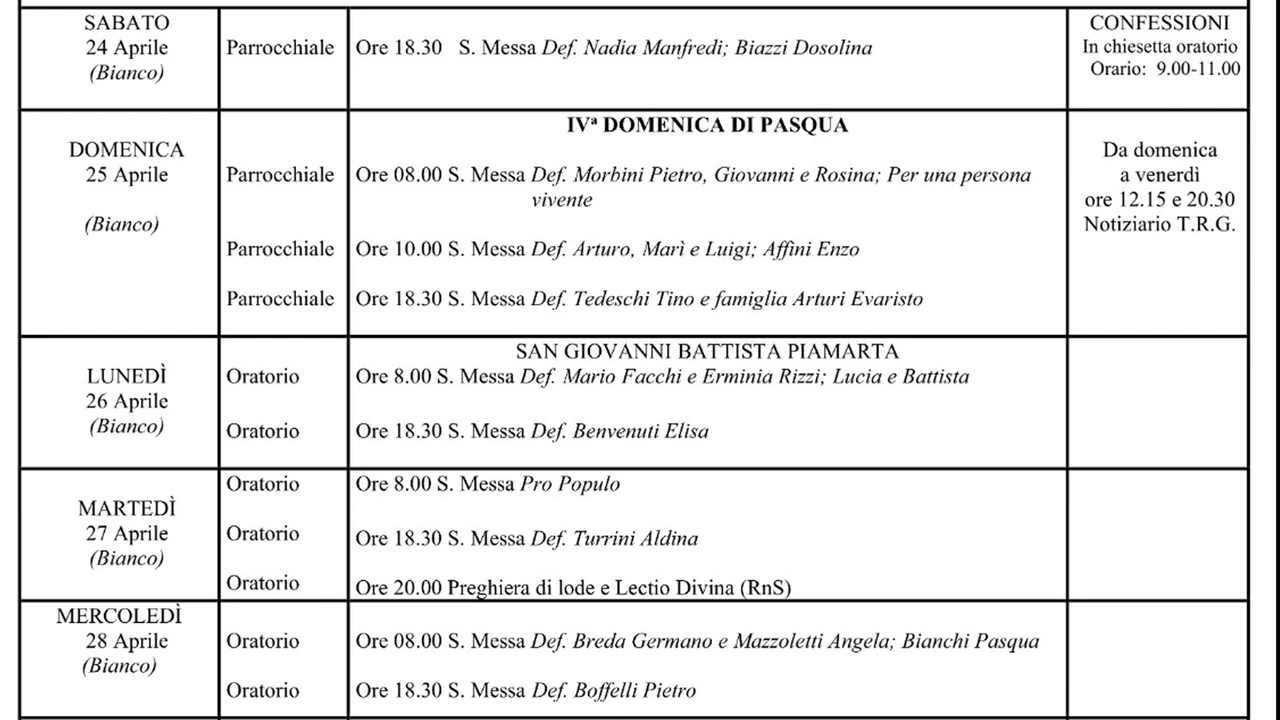 SABATO
24 Aprile
(Bianco)
Parrocchiale
Ore 18.30 S. Messa Def. Nadia Manfredi; Biazzi Dosolina
CONFESSIONI
In chiesetta oratorio
Orario: 9.00-11.00
DOMENICA
25 Aprile
(Bianco)
IVª DOMENICA DI PASQUA
Parrocchiale
Ore 08.00 S. Messa Def. Morbini Pietro, Giovanni e Rosina; Per una persona
vivente
Parrocchiale
Ore 10.00 S. Messa Def. Arturo, Marì e Luigi; Affini Enzo
Parrocchiale
Ore 18.30 S. Messa Def. Tedeschi Tino e famiglia Arturi Evaristo
Da domenica
a venerdì
ore 12.15 e 20.30
Notiziario T.R.G.
LUNEDÌ
26 Aprile
(Bianco)
SAN GIOVANNI BATTISTA PIAMARTA
Oratorio
Ore 8.00 S. Messa Def. Mario Facchi e Erminia Rizzi; Lucia e Battista
Oratorio
Ore 18.30 S. Messa Def. Benvenuti Elisa
MARTEDÌ
27 Aprile
(Bianco)
Oratorio
Ore 8.00 S. Messa Pro Populo
Oratorio
Ore 18.30 S. Messa Def. Turrini Aldina
Oratorio
Ore 20.00 Preghiera di lode e Lectio Divina (RnS)
MERCOLEDÌ
28 Aprile
(Bianco)
Oratorio
Ore 08.00 S. Messa Def. Breda Germano e Mazzoletti Angela; Bianchi Pasqua
Oratorio
Ore 18.30 S. Messa Def. Boffelli Pietro